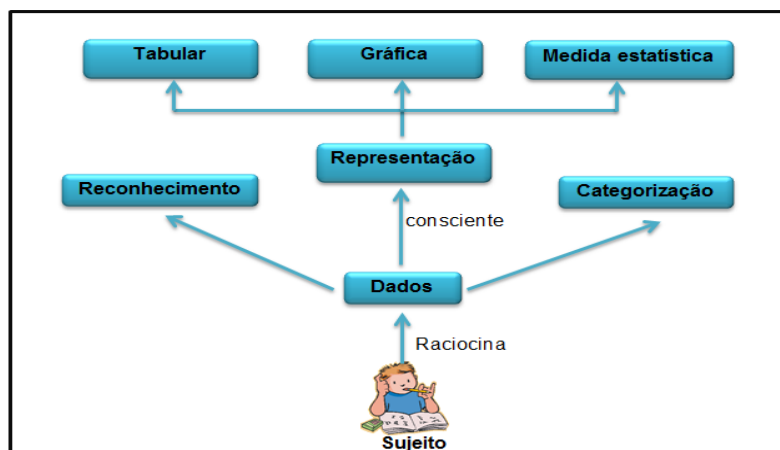 Tabular
Gráfica
Medida estatística
Representação
Reconhecimento
Categorização
consciente
Dados
Raciocina
Sujeito